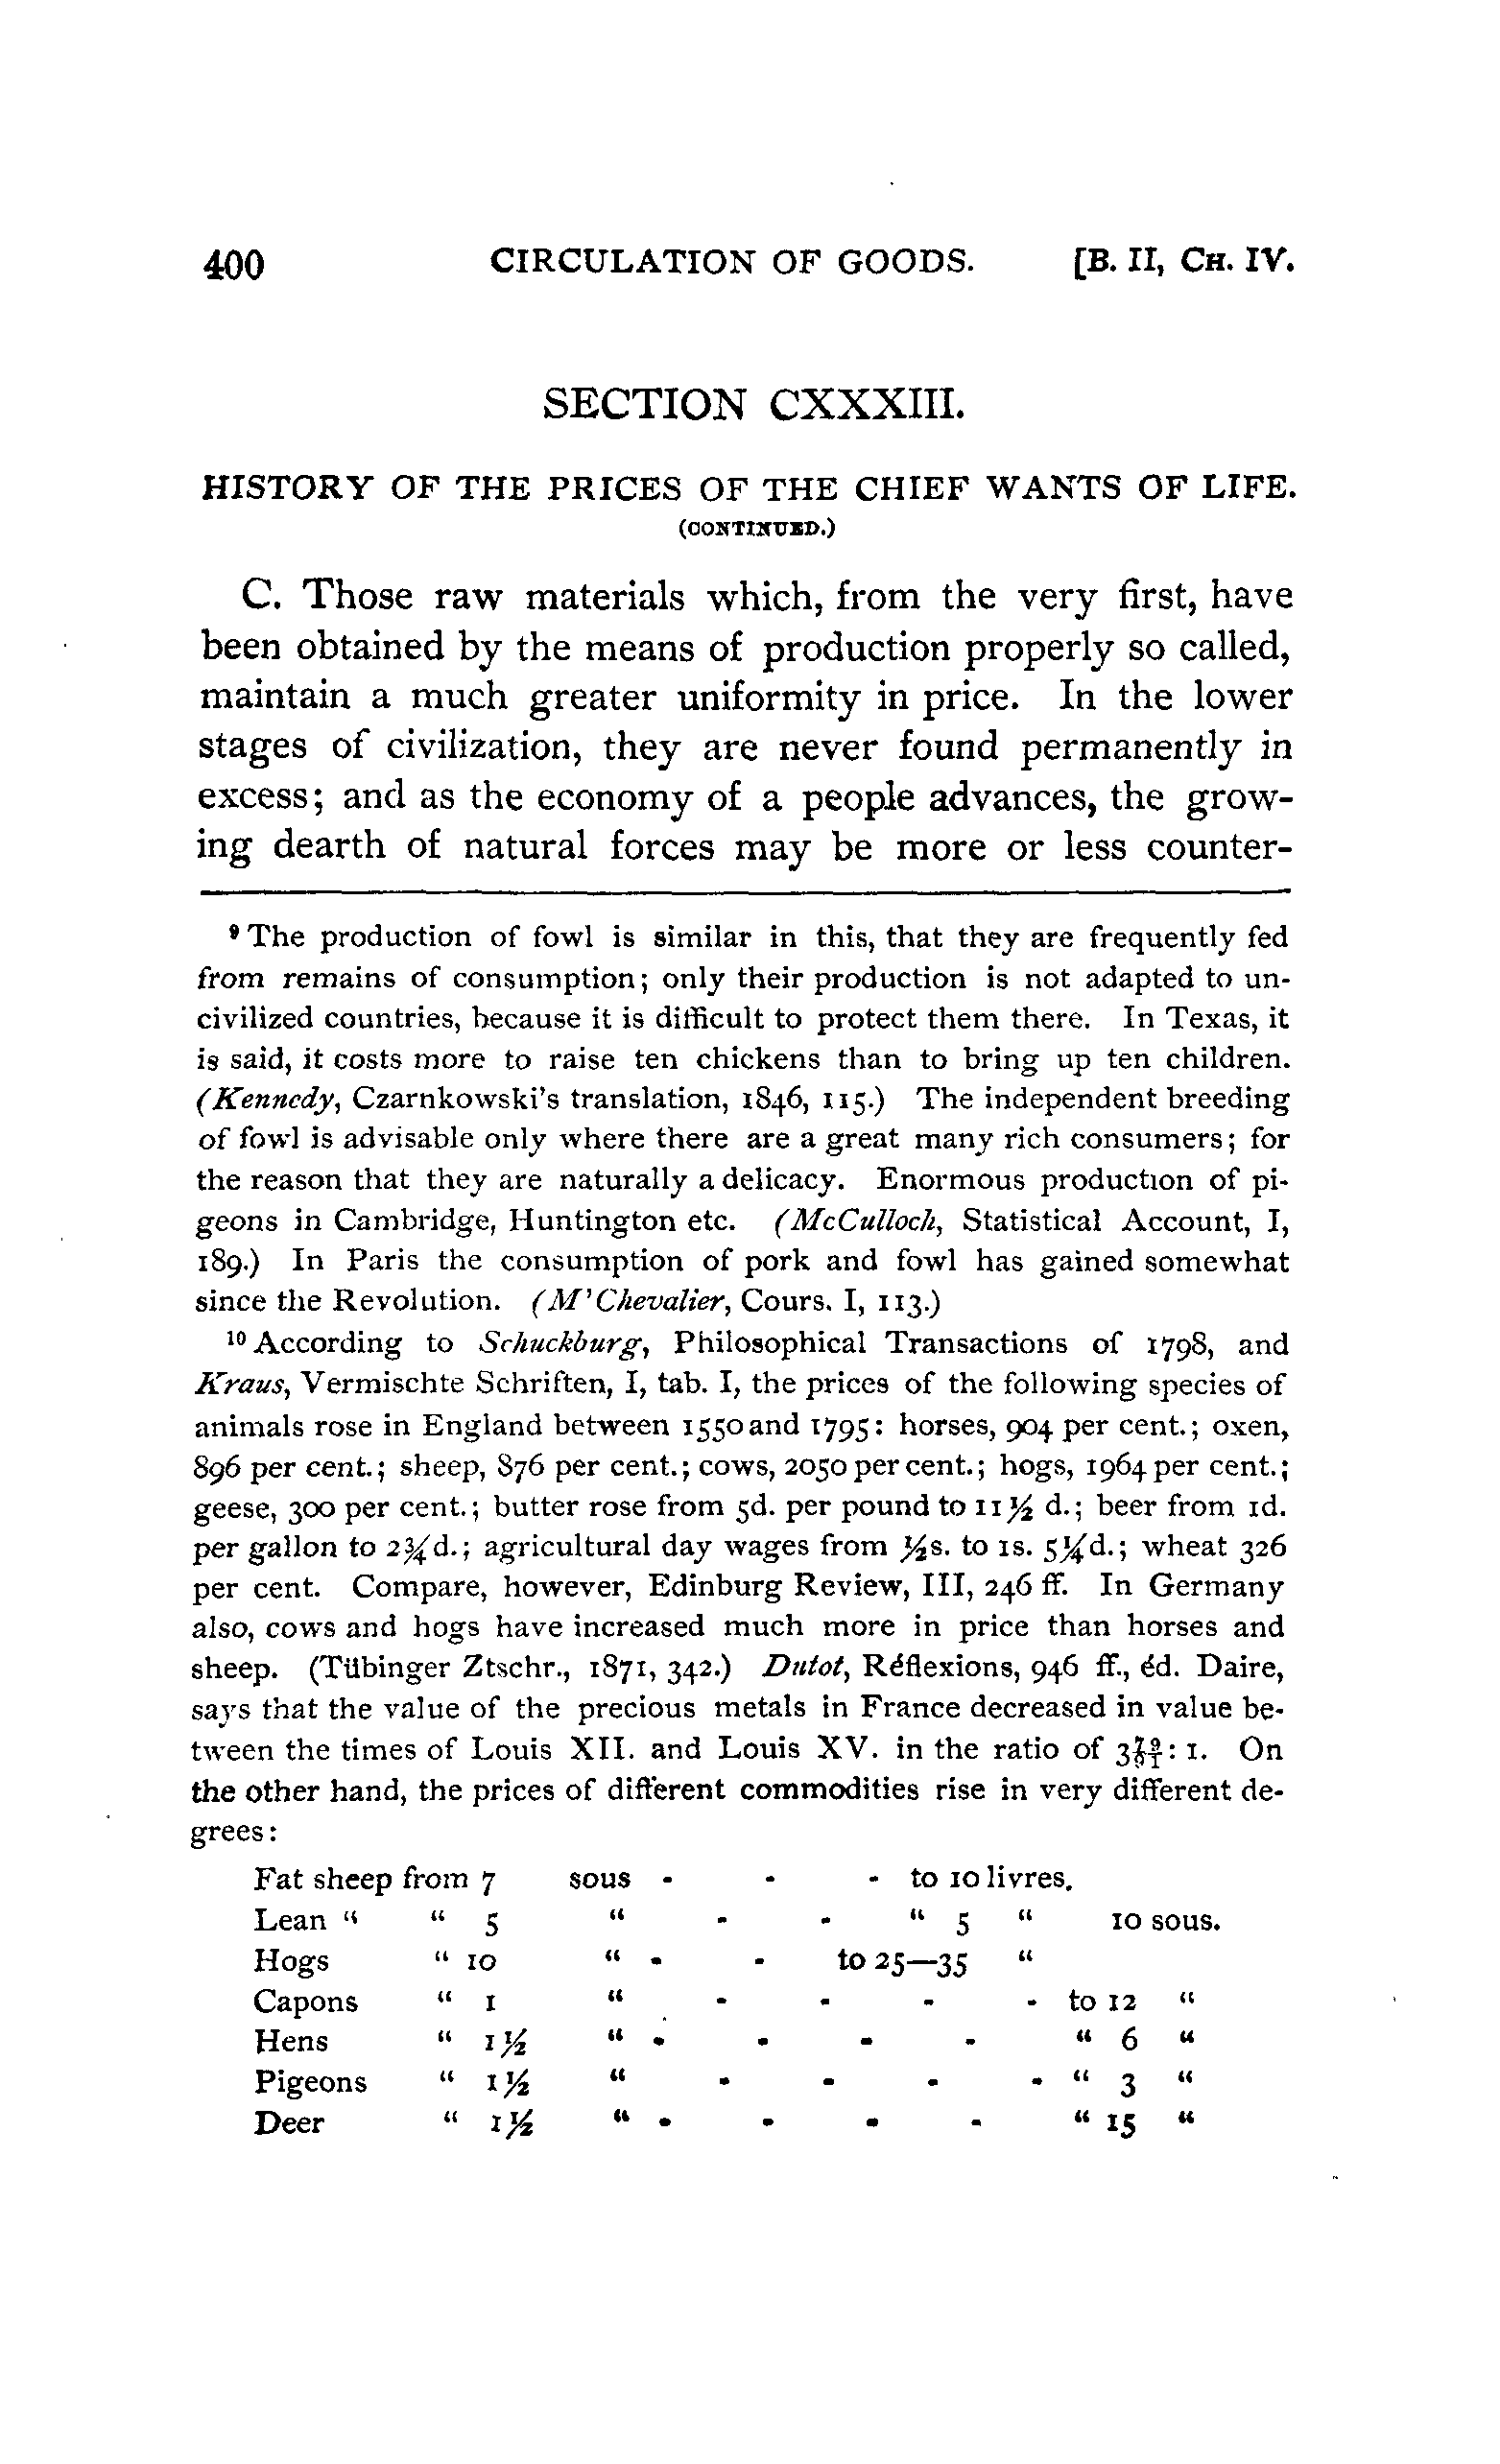 400 CIRCULATION OF GOODS. [B. II, CH. IV.
SECTION CXXXIII.
HISTORY OF THE PRICES OF THE CHIEF WANTS OF LIFE.
(CONTINUED.)
C. Those raw materials which, from the very first, have
been obtained by the means of production properly so called,
maintain a much greater uniformity in price. In the lower
stages of civilization, they are never found permanently in
excess; and as the economy of a people advances, the grow-
ing dearth of natural forces may be more or less counter-
⁹ The production of fowl is similar in this, that they are frequently fed
from remains of consumption; only their production is not adapted to un-
civilized countries, because it is difficult to protect them there. In Texas, it
is said, it costs more to raise ten chickens than to bring up ten children.
(Kennedy, Czarnkowski's translation, 1846, 115.) The independent breeding
of fowl is advisable only where there are a great many rich consumers; for
the reason that they are naturally a delicacy. Enormous production of pi-
geons in Cambridge, Huntington etc. (McCulloch, Statistical Account, I,
189.) In Paris the consumption of pork and fowl has gained somewhat
since the Revolution. (M'Chevalier, Cours. I, 113.)
¹⁰ According to Schuckburg, Philosophical Transactions of 1798, and
Kraus, Vermischte Schriften, I, tab. I, the prices of the following species of
animals rose in England between 1550 and 1795: horses, 904 per cent.; oxen,
896 per cent.; sheep, 876 per cent.; cows, 2050 per cent.; hogs, 1964 per cent.;
geese, 300 per cent.; butter rose from 5d. per pound to 11½ d.; beer from 1d.
per gallon to 2¾d.; agricultural day wages from ½s. to 1s. 5¼d.; wheat 326
per cent. Compare, however, Edinburg Review, III, 246 ff. In Germany
also, cows and hogs have increased much more in price than horses and
sheep. (Tübinger Ztschr., 1871, 342.) Dutot, Réflexions, 946 ff., éd. Daire,
says that the value of the precious metals in France decreased in value be-
tween the times of Louis XII. and Louis XV. in the ratio of : 1. On
the other hand, the prices of different commodities rise in very different de-
grees:
Fat sheep from 7 sous - - - to 10 livres.
Lean " " 5 " - - " 5 " 10 sous.
Hogs " 10 " - - to 25—35 "
Capons " 1 " - - - - to 12 "
Hens " 1½ " - - - - " 6 "
Pigeons " 1½ " - - - - " 3 "
Deer " 1½ " - - - - " 15 "